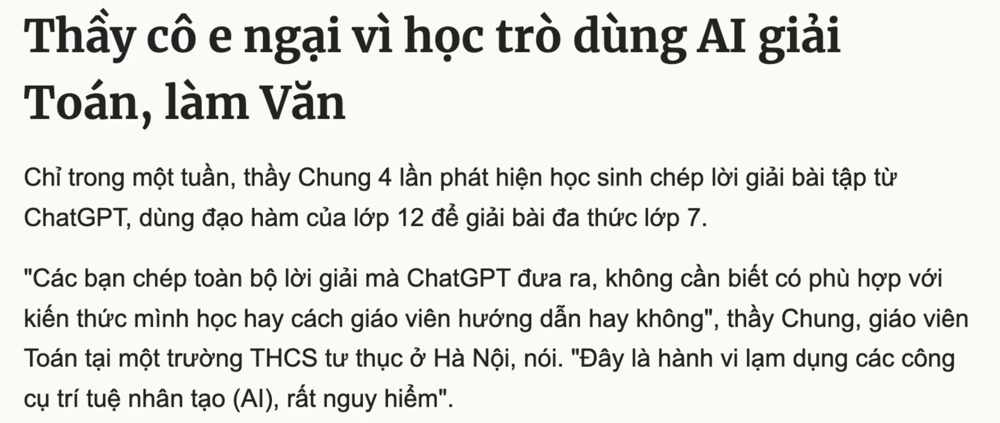 Thầy cô e ngại vì học trò dùng AI giải
Toán, làm Văn
Chỉ trong một tuần, thầy Chung 4 lần phát hiện học sinh chép lời giải bài tập từ
ChatGPT, dùng đạo hàm của lớp 12 để giải bài đa thức lớp 7.
"Các bạn chép toàn bộ lời giải mà ChatGPT đưa ra, không cần biết có phù hợp với
kiến thức mình học hay cách giáo viên hướng dẫn hay không", thầy Chung, giáo viên
Toán tại một trường THCS tư thục ở Hà Nội, nói. "Đây là hành vi lạm dụng các công
cụ trí tuệ nhân tạo (AI), rất nguy hiểm".